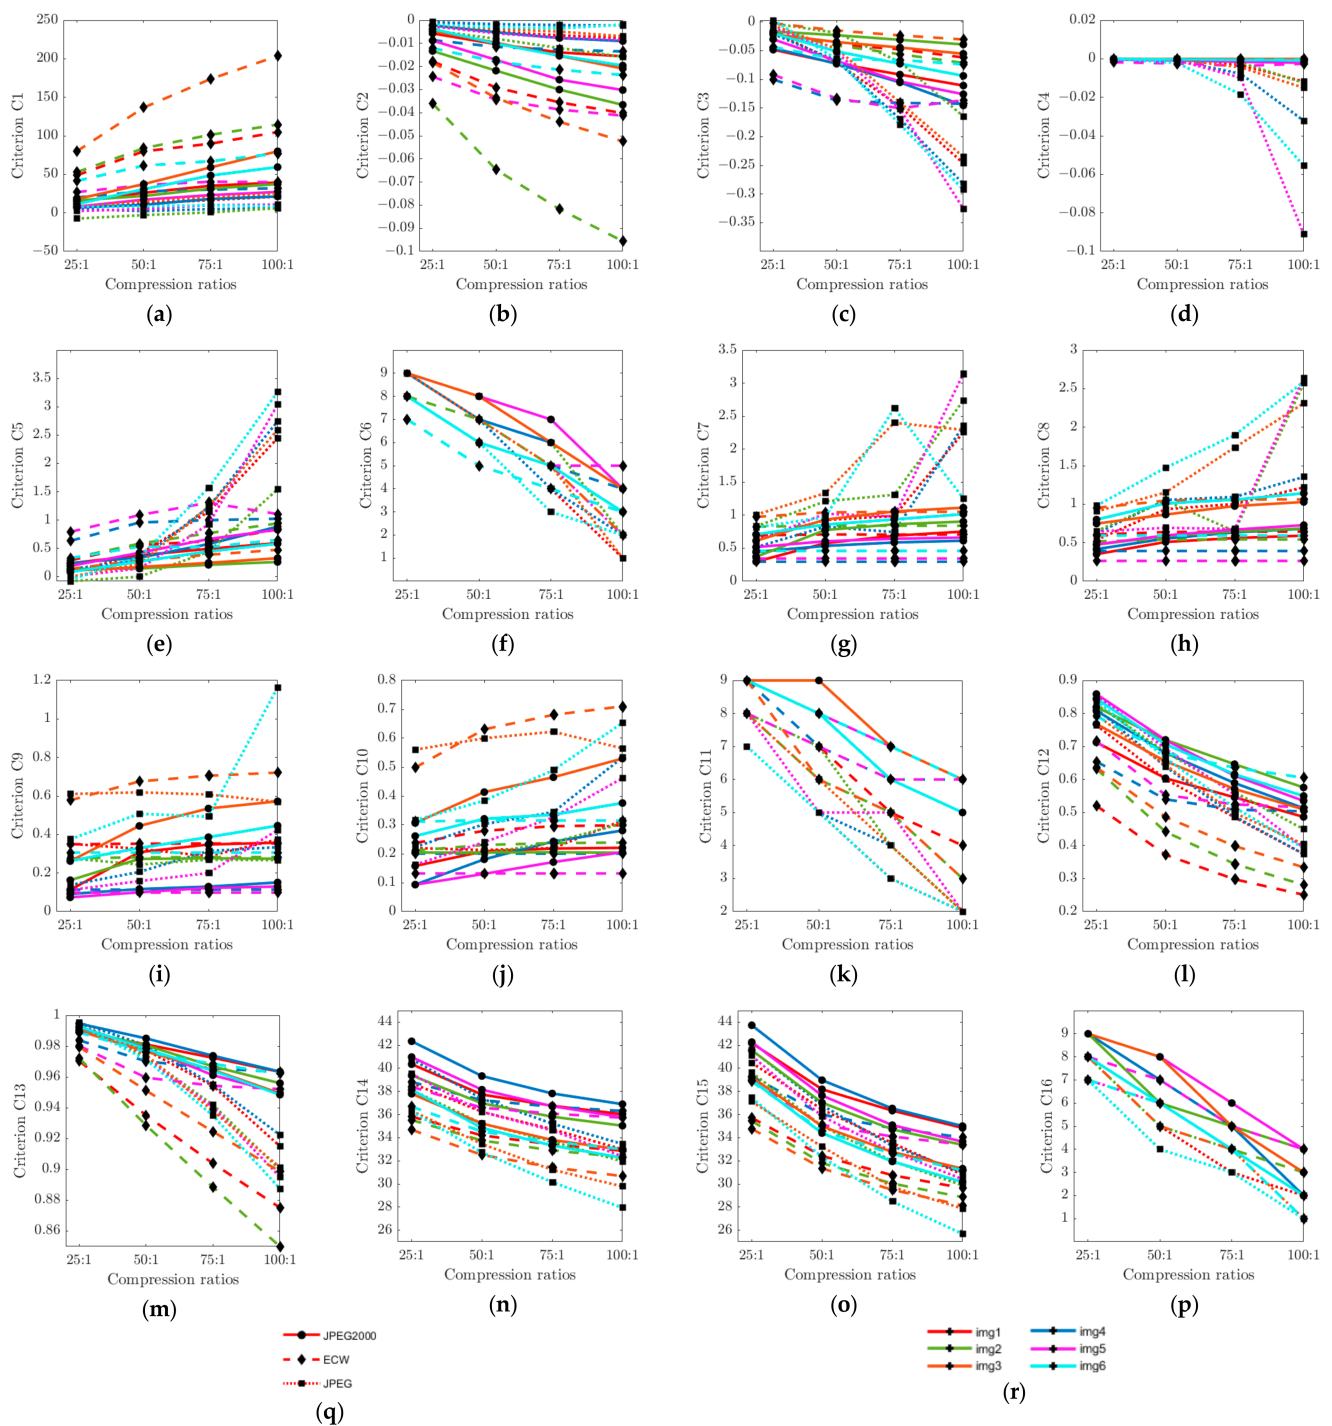 250
200
150
100
50
0
−50
Criterion C1
25:1 50:1 75:1 100:1
Compression ratios
(a)
0
−0.01
−0.02
−0.03
−0.04
−0.05
−0.06
−0.07
−0.08
−0.09
−0.1
Criterion C2
25:1 50:1 75:1 100:1
Compression ratios
(b)
0
−0.05
−0.1
−0.15
−0.2
−0.25
−0.3
−0.35
Criterion C3
25:1 50:1 75:1 100:1
Compression ratios
(c)
0.02
0
−0.02
−0.04
−0.06
−0.08
−0.1
Criterion C4
25:1 50:1 75:1 100:1
Compression ratios
(d)
3.5
3
2.5
2
1.5
1
0.5
0
Criterion C5
25:1 50:1 75:1 100:1
Compression ratios
(e)
9
8
7
6
5
4
3
2
1
Criterion C6
25:1 50:1 75:1 100:1
Compression ratios
(f)
3.5
3
2.5
2
1.5
1
0.5
0
Criterion C7
25:1 50:1 75:1 100:1
Compression ratios
(g)
3
2.5
2
1.5
1
0.5
0
Criterion C8
25:1 50:1 75:1 100:1
Compression ratios
(h)
1.2
1
0.8
0.6
0.4
0.2
0
Criterion C9
25:1 50:1 75:1 100:1
Compression ratios
(i)
0.8
0.7
0.6
0.5
0.4
0.3
0.2
0.1
0
Criterion C10
25:1 50:1 75:1 100:1
Compression ratios
(j)
9
8
7
6
5
4
3
2
Criterion C11
25:1 50:1 75:1 100:1
Compression ratios
(k)
0.9
0.8
0.7
0.6
0.5
0.4
0.3
0.2
Criterion C12
25:1 50:1 75:1 100:1
Compression ratios
(l)
1
0.98
0.96
0.94
0.92
0.9
0.88
0.86
Criterion C13
25:1 50:1 75:1 100:1
Compression ratios
(m)
44
42
40
38
36
34
32
30
28
26
Criterion C14
25:1 50:1 75:1 100:1
Compression ratios
(n)
44
42
40
38
36
34
32
30
28
26
Criterion C15
25:1 50:1 75:1 100:1
Compression ratios
(o)
9
8
7
6
5
4
3
2
1
Criterion C16
25:1 50:1 75:1 100:1
Compression ratios
(p)
JPEG2000
ECW
JPEG
(q)
img1 img4
img2 img5
img3 img6
(r)